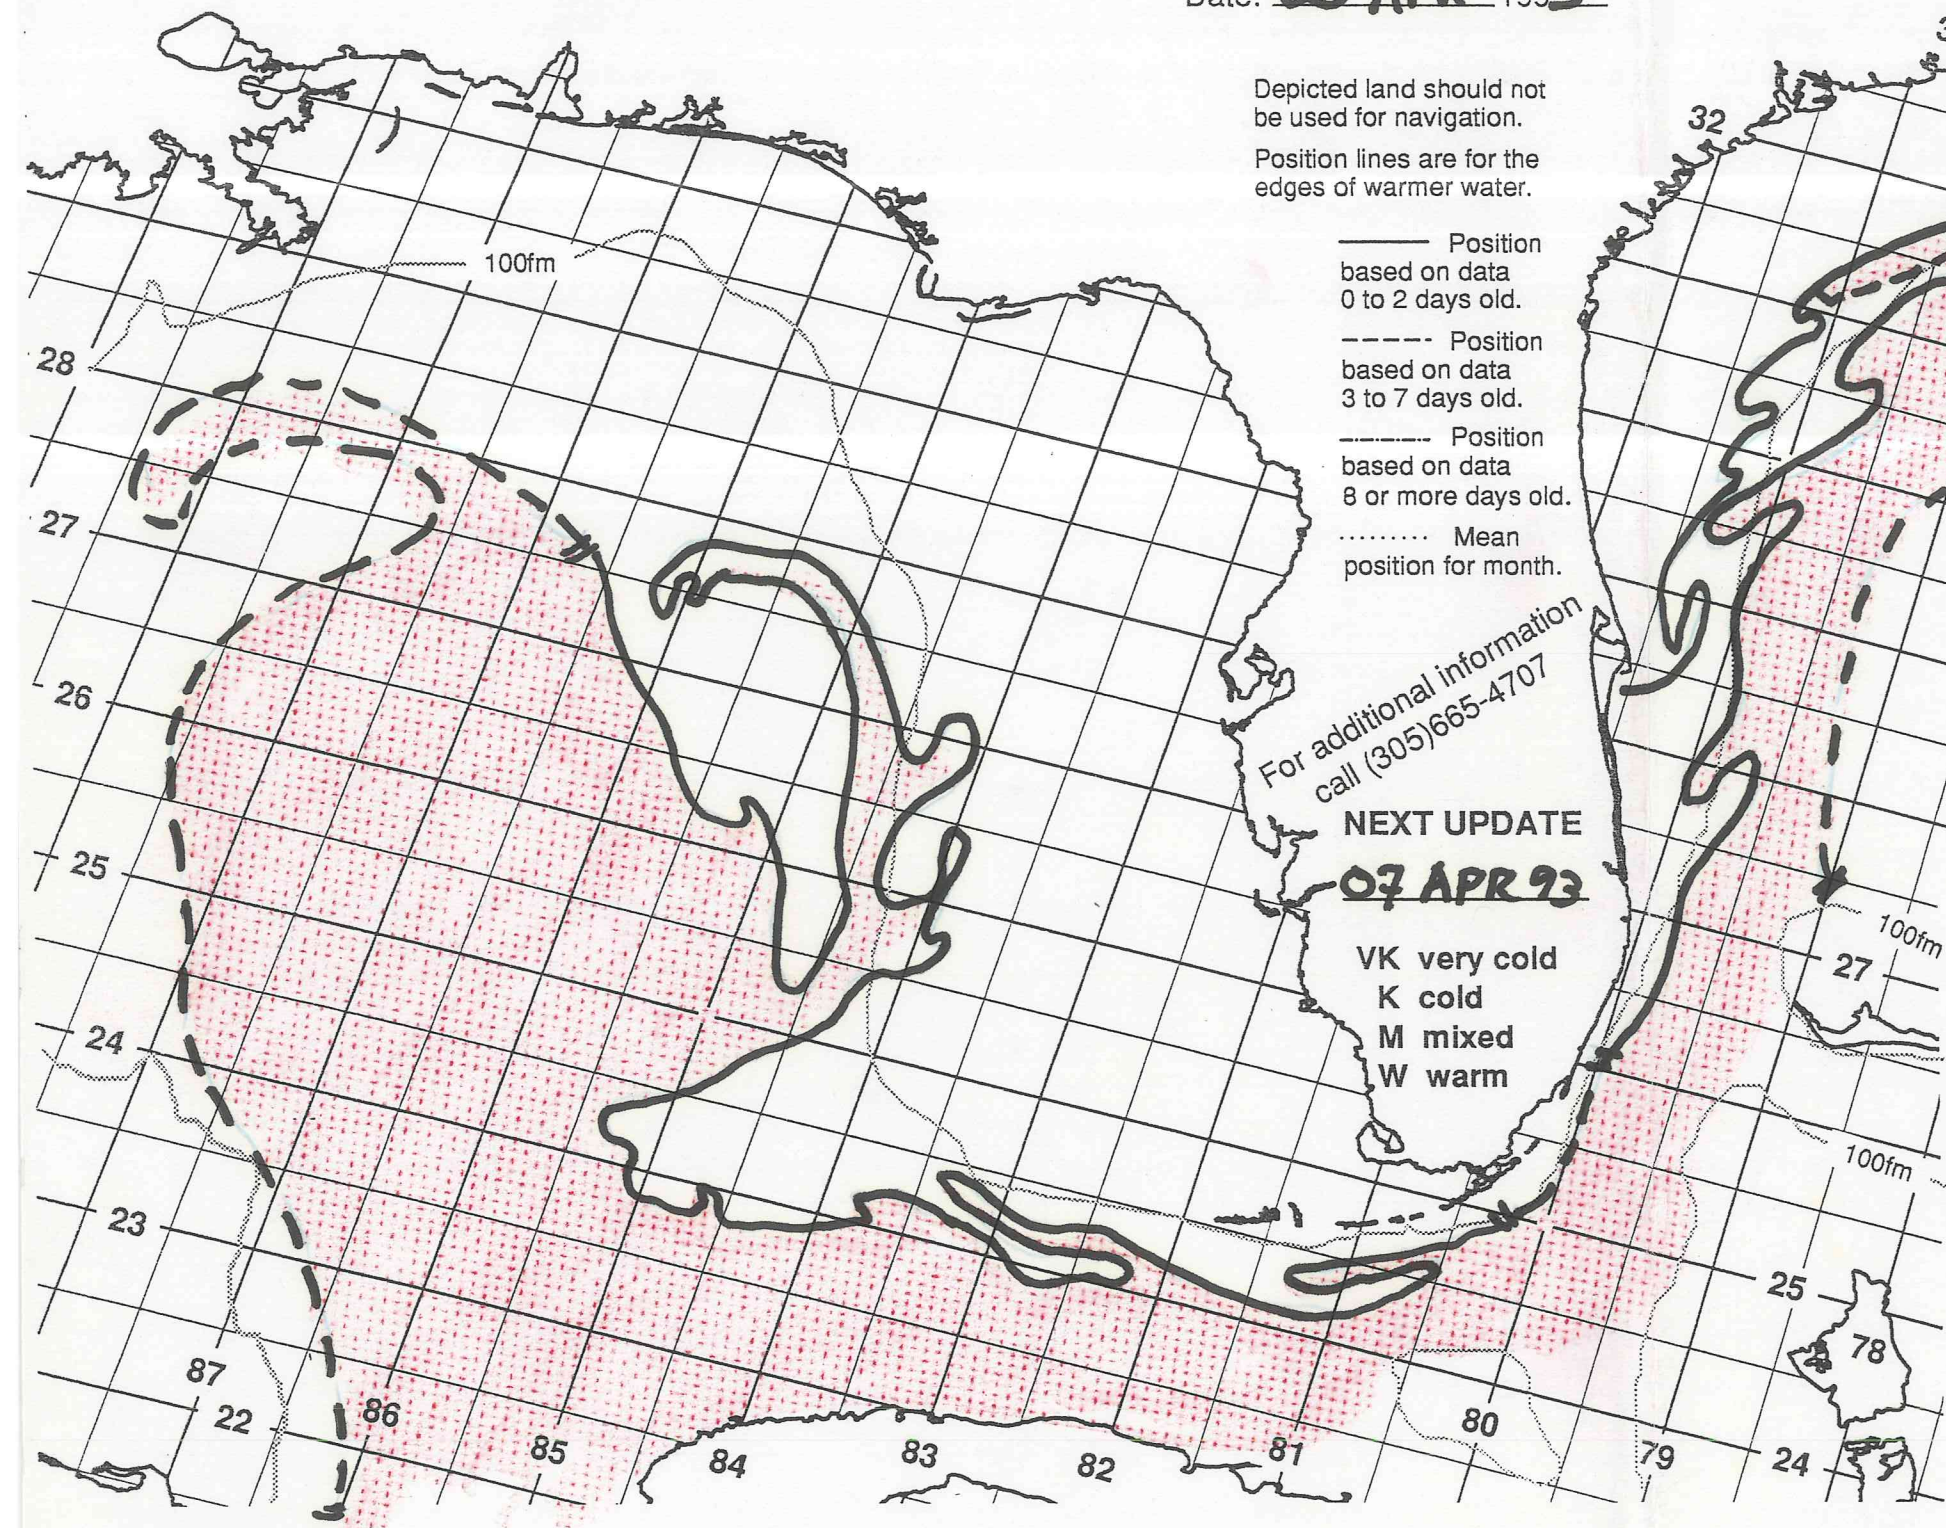 Date:
APR 1993
Depicted land should not
be used for navigation.
Position lines are for the
edges of warmer water.
Position
based on data
0 to 2 days old.
Position
based on data
3 to 7 days old.
Position
based on data
8 or more days old.
Mean
position for month.
For additional information
call (305)665-4707
NEXT UPDATE
07 APR 93
VK very cold
K cold
M mixed
W warm
100fm
32
28
27
26
25
24
23
22
87
86
85
84
83
82
81
80
79
78
24
25
27
100fm
100fm